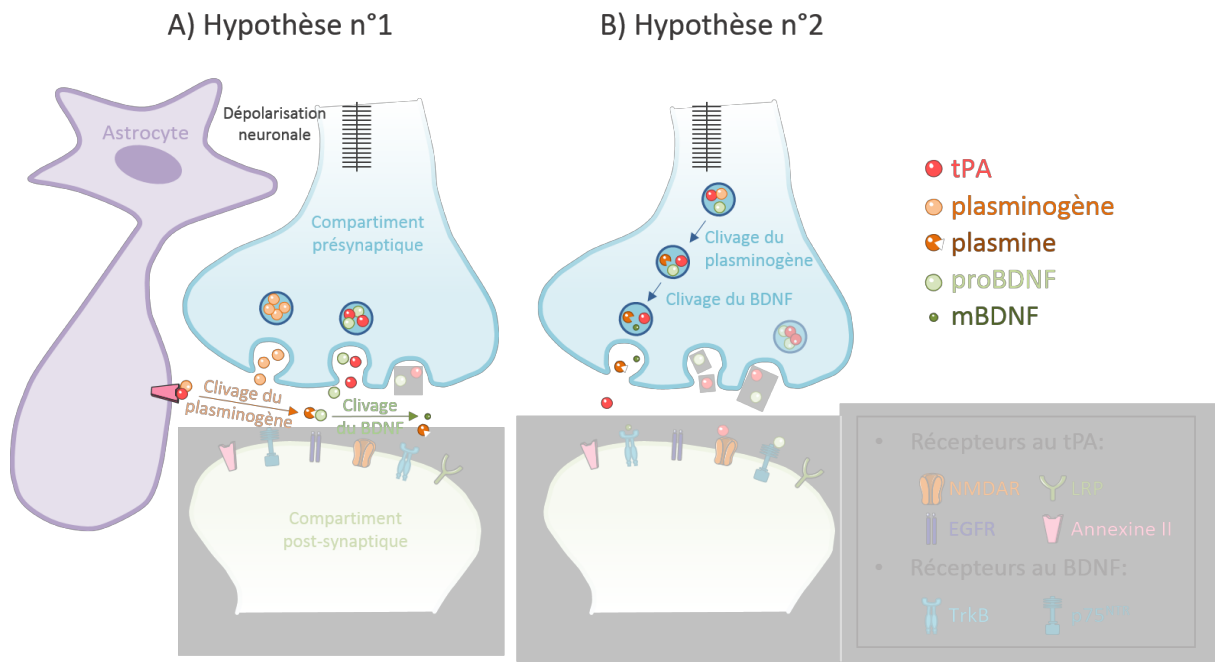 A) Hypothèse n°1
B) Hypothèse n°2
Astrocyte
Dépolarisation
neuronale
Compartiment
présynaptique
Clivage du
plasminogène
Clivage
du BDNF
Compartiment
post-synaptique
Clivage du
plasminogène
Clivage du BDNF
tPA
plasminogène
plasmine
proBDNF
mBDNF
• Récepteurs au tPA:
NMDAR
LRP
EGFR
Annexine II
• Récepteurs au BDNF:
TrkB